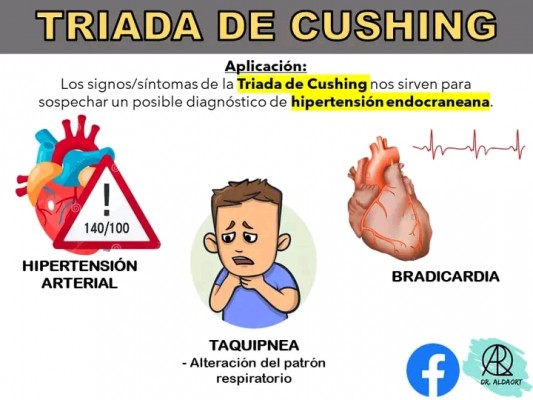 TRIADA DE CUSHING
Aplicación:
Los signos/síntomas de la Triada de Cushing nos sirven para
sospechar un posible diagnóstico de hipertensión endocraneana.
!
140/100
HIPERTENSIÓN
ARTERIAL
BRADICARDIA
TAQUIPNEA
- Alteración del patrón
respiratorio
f
DR. ALDAORT